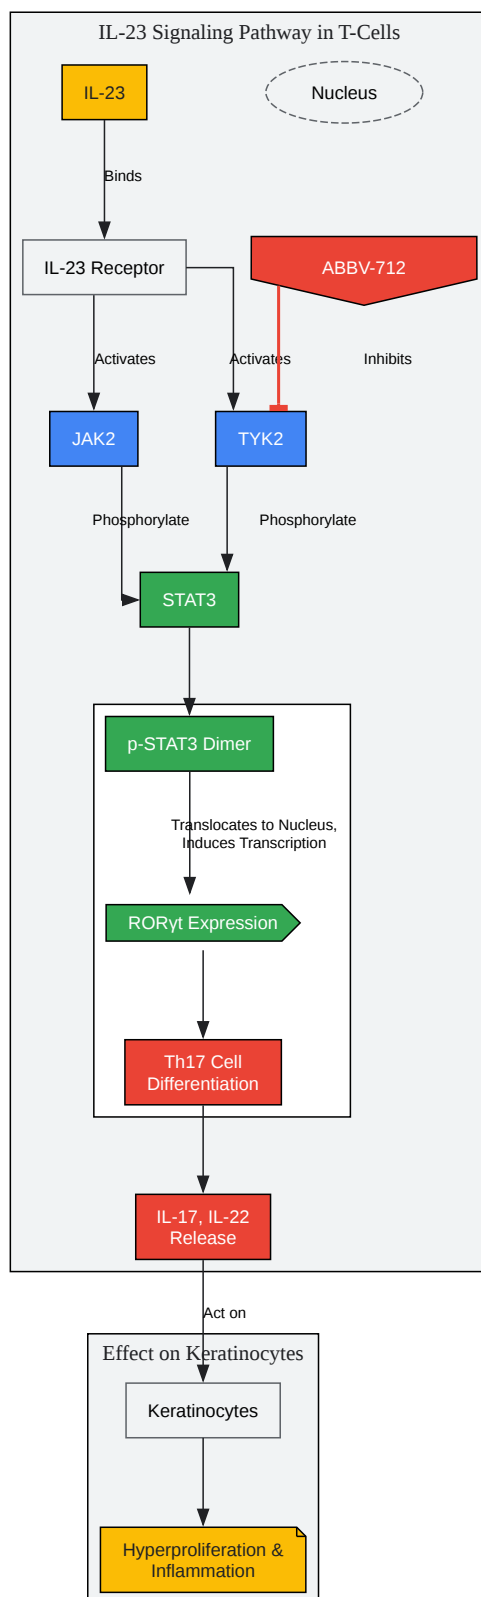 IL-23 Signaling Pathway in T-Cells
IL-23
Nucleus
Binds
IL-23 Receptor
ABBV-712
Activates
Activates
Inhibits
JAK2
TYK2
Phosphorylate
Phosphorylate
STAT3
p-STAT3 Dimer
Translocates to Nucleus,
Induces Transcription
RORγt Expression
Th17 Cell
Differentiation
IL-17, IL-22
Release
Act on
Effect on Keratinocytes
Keratinocytes
Hyperproliferation &
Inflammation